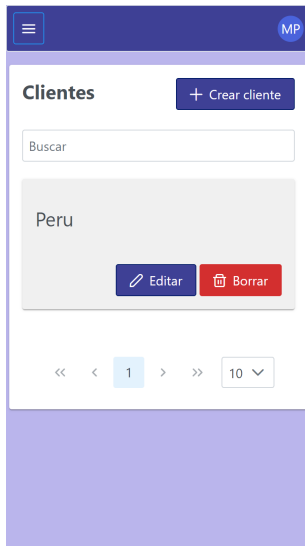 MP
Clientes
Crear cliente
Buscar
Peru
Editar Borrar
1 10